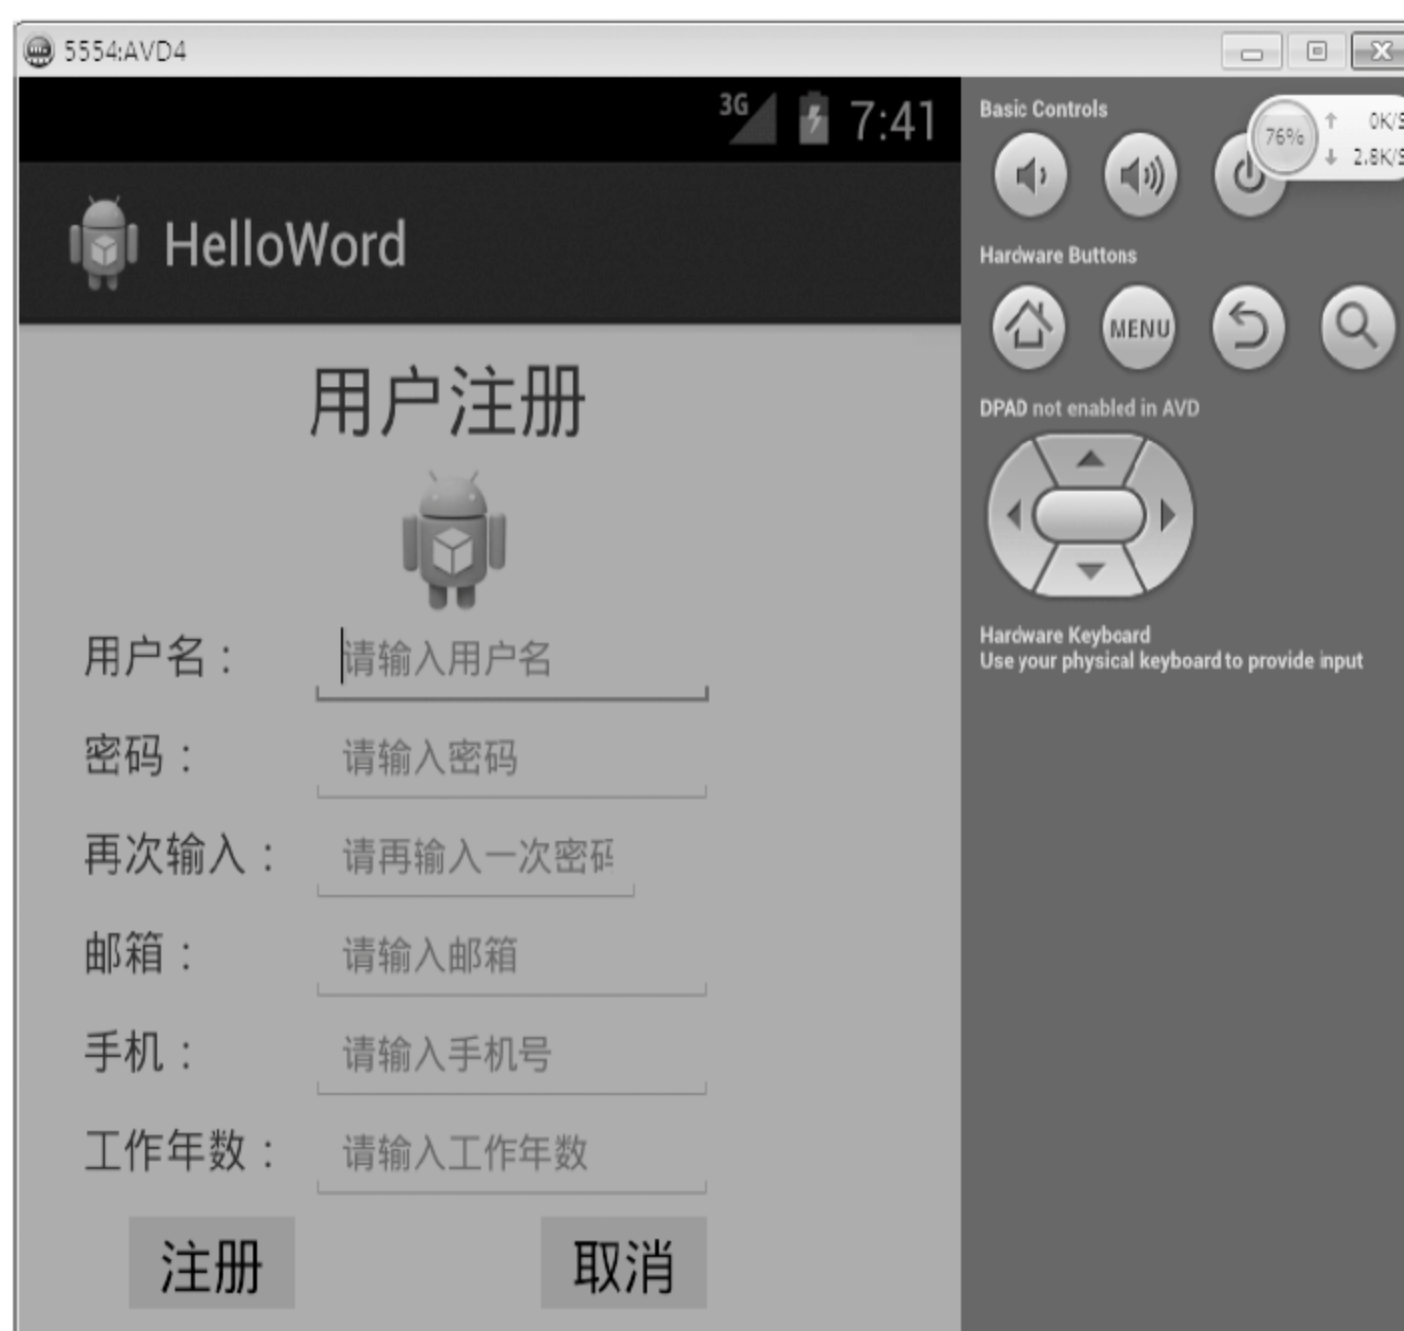 5554:AVD4
3G 7:41
HelloWord
用户注册
用户名： 请输入用户名
密码： 请输入密码
再次输入： 请再输入一次密码
邮箱： 请输入邮箱
手机： 请输入手机号
工作年数： 请输入工作年数
注册 取消
Basic Controls
76%
0K/S
2.8K/S
Hardware Buttons
MENU
DPAD not enabled in AVD
Hardware Keyboard
Use your physical keyboard to provide input